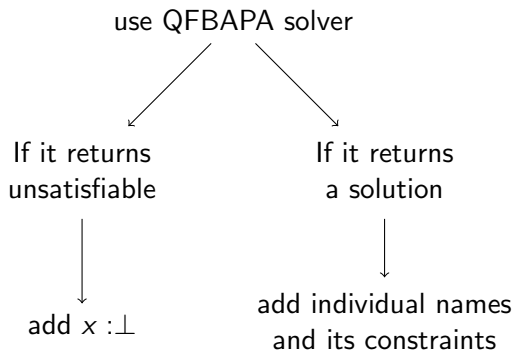 use QFBAPA solver
If it returns
unsatisfiable
If it returns
a solution
add x :⊥
add individual names
and its constraints